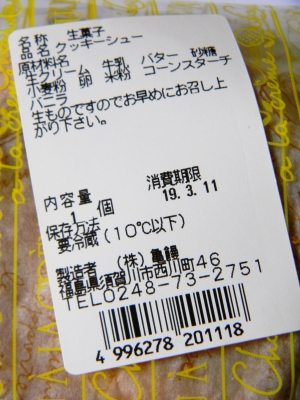 名称 生菓子
品名 クッキーシュー
原材料名
生クリーム 牛乳 バター 砂糖
小麦粉 卵 米粉 コーンスターチ
バニラ
生ものですのでお早めにお召し上
がり下さい。
消費期限
19.3.11
内容量
1 個
保存方法
要冷蔵(10℃以下)
製造者 (株)亀饅
福島県須賀川市西川町46
TEL0248-73-2751
4 996278 201118
a la crème